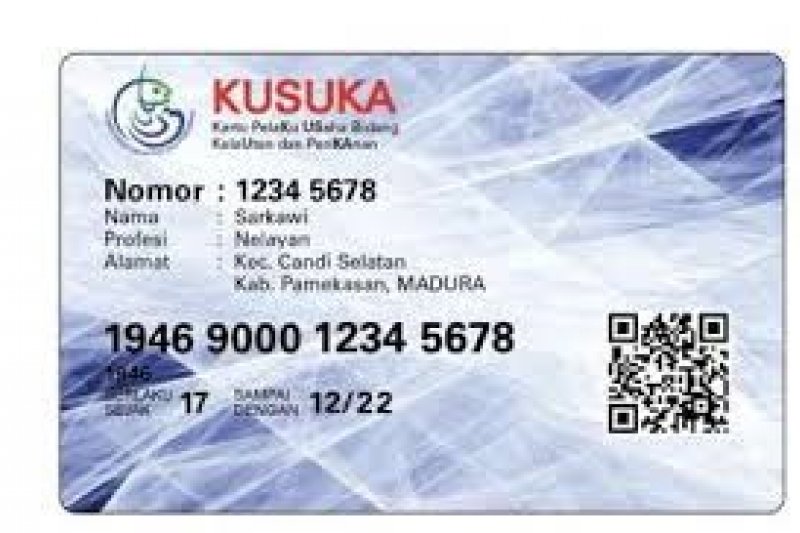 KUSUKA
Kartu PelaKu USaha Bidang
KelaUtan dan PeriKAnan
Nomor : 1234 5678
Nama : Sarkawi
Profesi : Nelayan
Alamat : Kec. Candi Selatan
Kab. Pamekasan, MADURA
1946 9000 1234 5678
1946
BERLAKU SEJAK 17 SAMPAI DENGAN 12/22